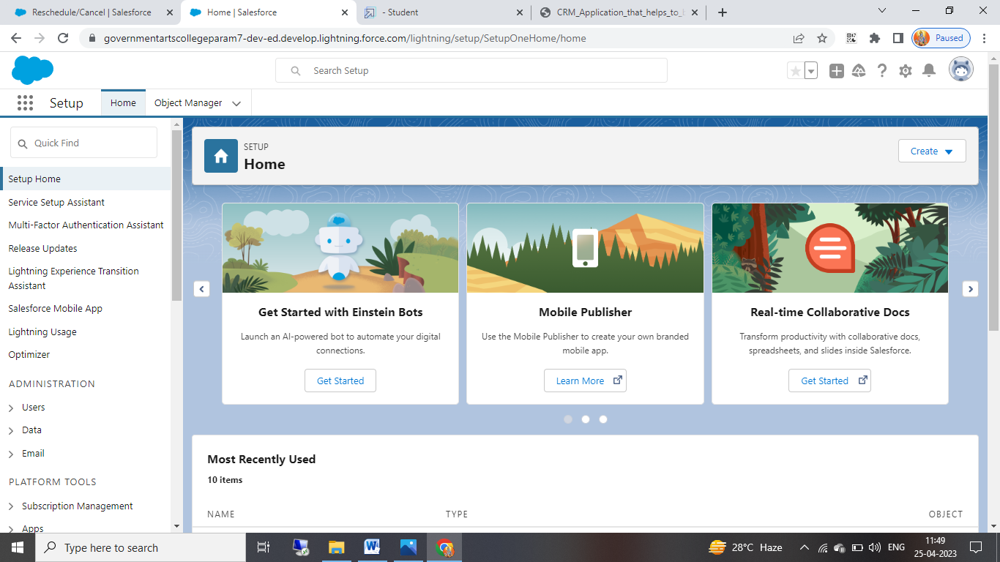 Reschedule/Cancel | Salesforce
Home | Salesforce
- Student
CRM_Application_that_helps_to_b
governmentartscollegeparam7-dev-ed.develop.lightning.force.com/lightning/setup/SetupOneHome/home
Paused
Search Setup
Setup
Home
Object Manager
Quick Find
Setup Home
Service Setup Assistant
Multi-Factor Authentication Assistant
Release Updates
Lightning Experience Transition
Assistant
Salesforce Mobile App
Lightning Usage
Optimizer
ADMINISTRATION
Users
Data
Email
PLATFORM TOOLS
Subscription Management
Apps
SETUP
Home
Create
Get Started with Einstein Bots
Launch an AI-powered bot to automate your digital
connections.
Get Started
Mobile Publisher
Use the Mobile Publisher to create your own branded
mobile app.
Learn More
Real-time Collaborative Docs
Transform productivity with collaborative docs,
spreadsheets, and slides inside Salesforce.
Get Started
Most Recently Used
10 items
NAME
TYPE
OBJECT
Type here to search
28°C Haze
ENG
11:49
25-04-2023